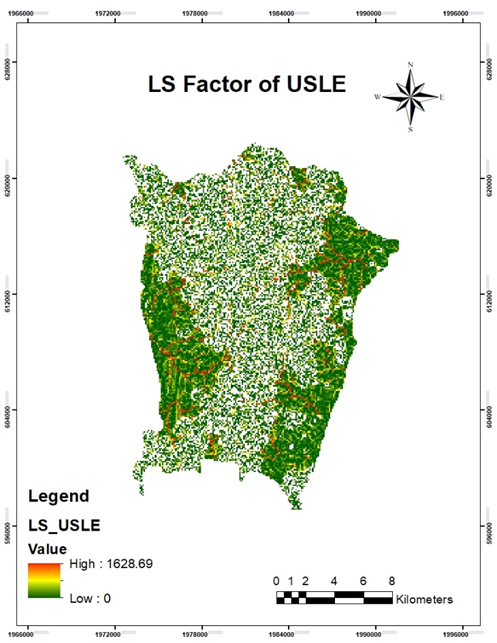 1966000 1972000 1978000 1984000 1990000 1996000
628000 628000
LS Factor of USLE
N
W E
S
620000 620000
612000 612000
604000 604000
Legend
LS_USLE
596000 596000
Value
High : 1628.69
Low : 0
0 1 2 4 6 8
Kilometers
1966000 1972000 1978000 1984000 1990000 1996000